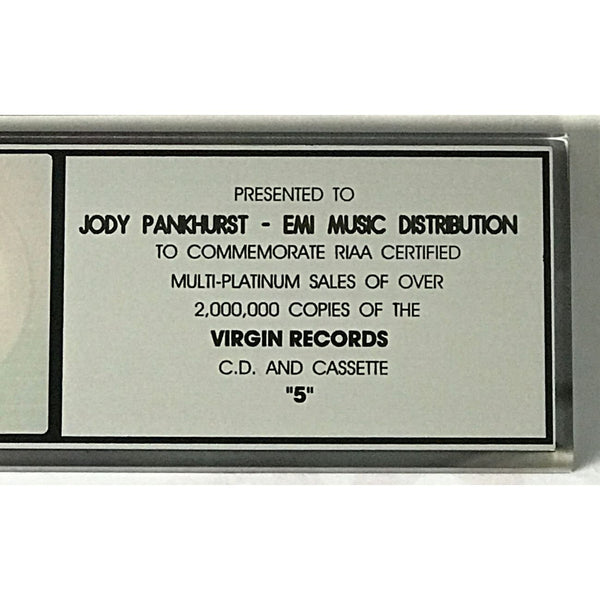 PRESENTED TO
JODY PANKHURST - EMI MUSIC DISTRIBUTION
TO COMMEMORATE RIAA CERTIFIED
MULTI-PLATINUM SALES OF OVER
2,000,000 COPIES OF THE
VIRGIN RECORDS
C.D. AND CASSETTE
"5"